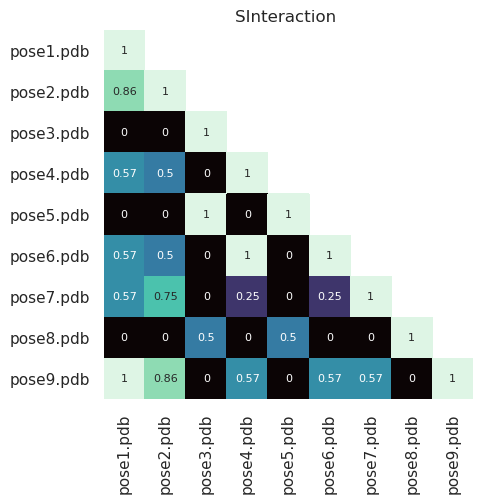 SInteraction
pose1.pdb 1
pose2.pdb 0.86 1
pose3.pdb 0 0 1
pose4.pdb 0.57 0.5 0 1
pose5.pdb 0 0 1 0 1
pose6.pdb 0.57 0.5 0 1 0 1
pose7.pdb 0.57 0.75 0 0.25 0 0.25 1
pose8.pdb 0 0 0.5 0 0.5 0 0 1
pose9.pdb 1 0.86 0 0.57 0 0.57 0.57 0 1
pose1.pdb pose2.pdb pose3.pdb pose4.pdb pose5.pdb pose6.pdb pose7.pdb pose8.pdb pose9.pdb